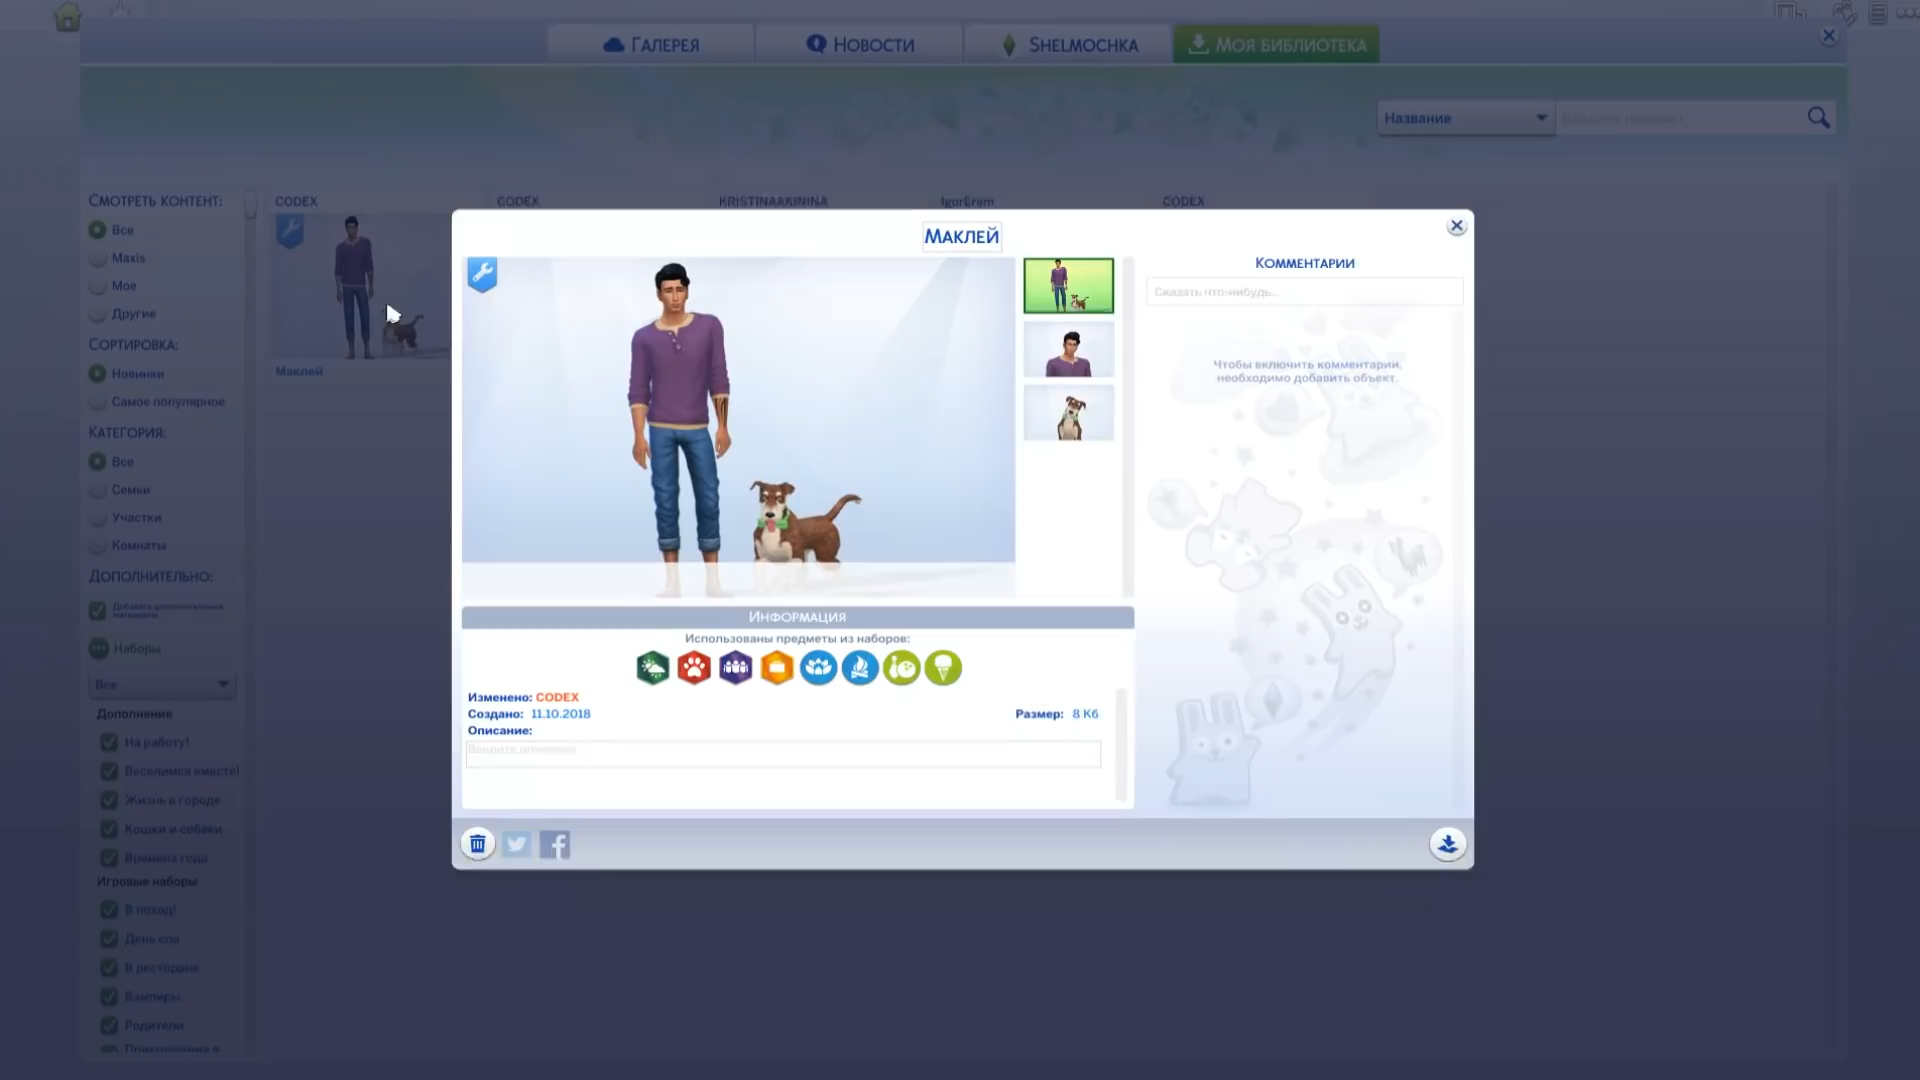 Галерея
Новости
Shelmochka
Моя библиотека
Название
Смотреть контент:
Все
Maxis
Мое
Другие
Сортировка:
Новинки
Самое популярное
Категория:
Все
Семьи
Участки
Комнаты
Дополнительно:
Наборы
Все
Дополнения
На работу!
Веселимся вместе!
Жизнь в городе
Кошки и собаки
Времена года
Игровые наборы
В поход!
День спа
В ресторане
Вампиры
Родители
CODEX
CODEX
KRISTINAAKININA
IgorErem
CODEX
Маклей
Маклей
Комментарии
Сказать что-нибудь...
Чтобы включить комментарии,
необходимо добавить объект.
Информация
Использованы предметы из наборов:
Изменено: CODEX
Создано: 11.10.2018
Размер: 8 Кб
Описание:
Введите описание